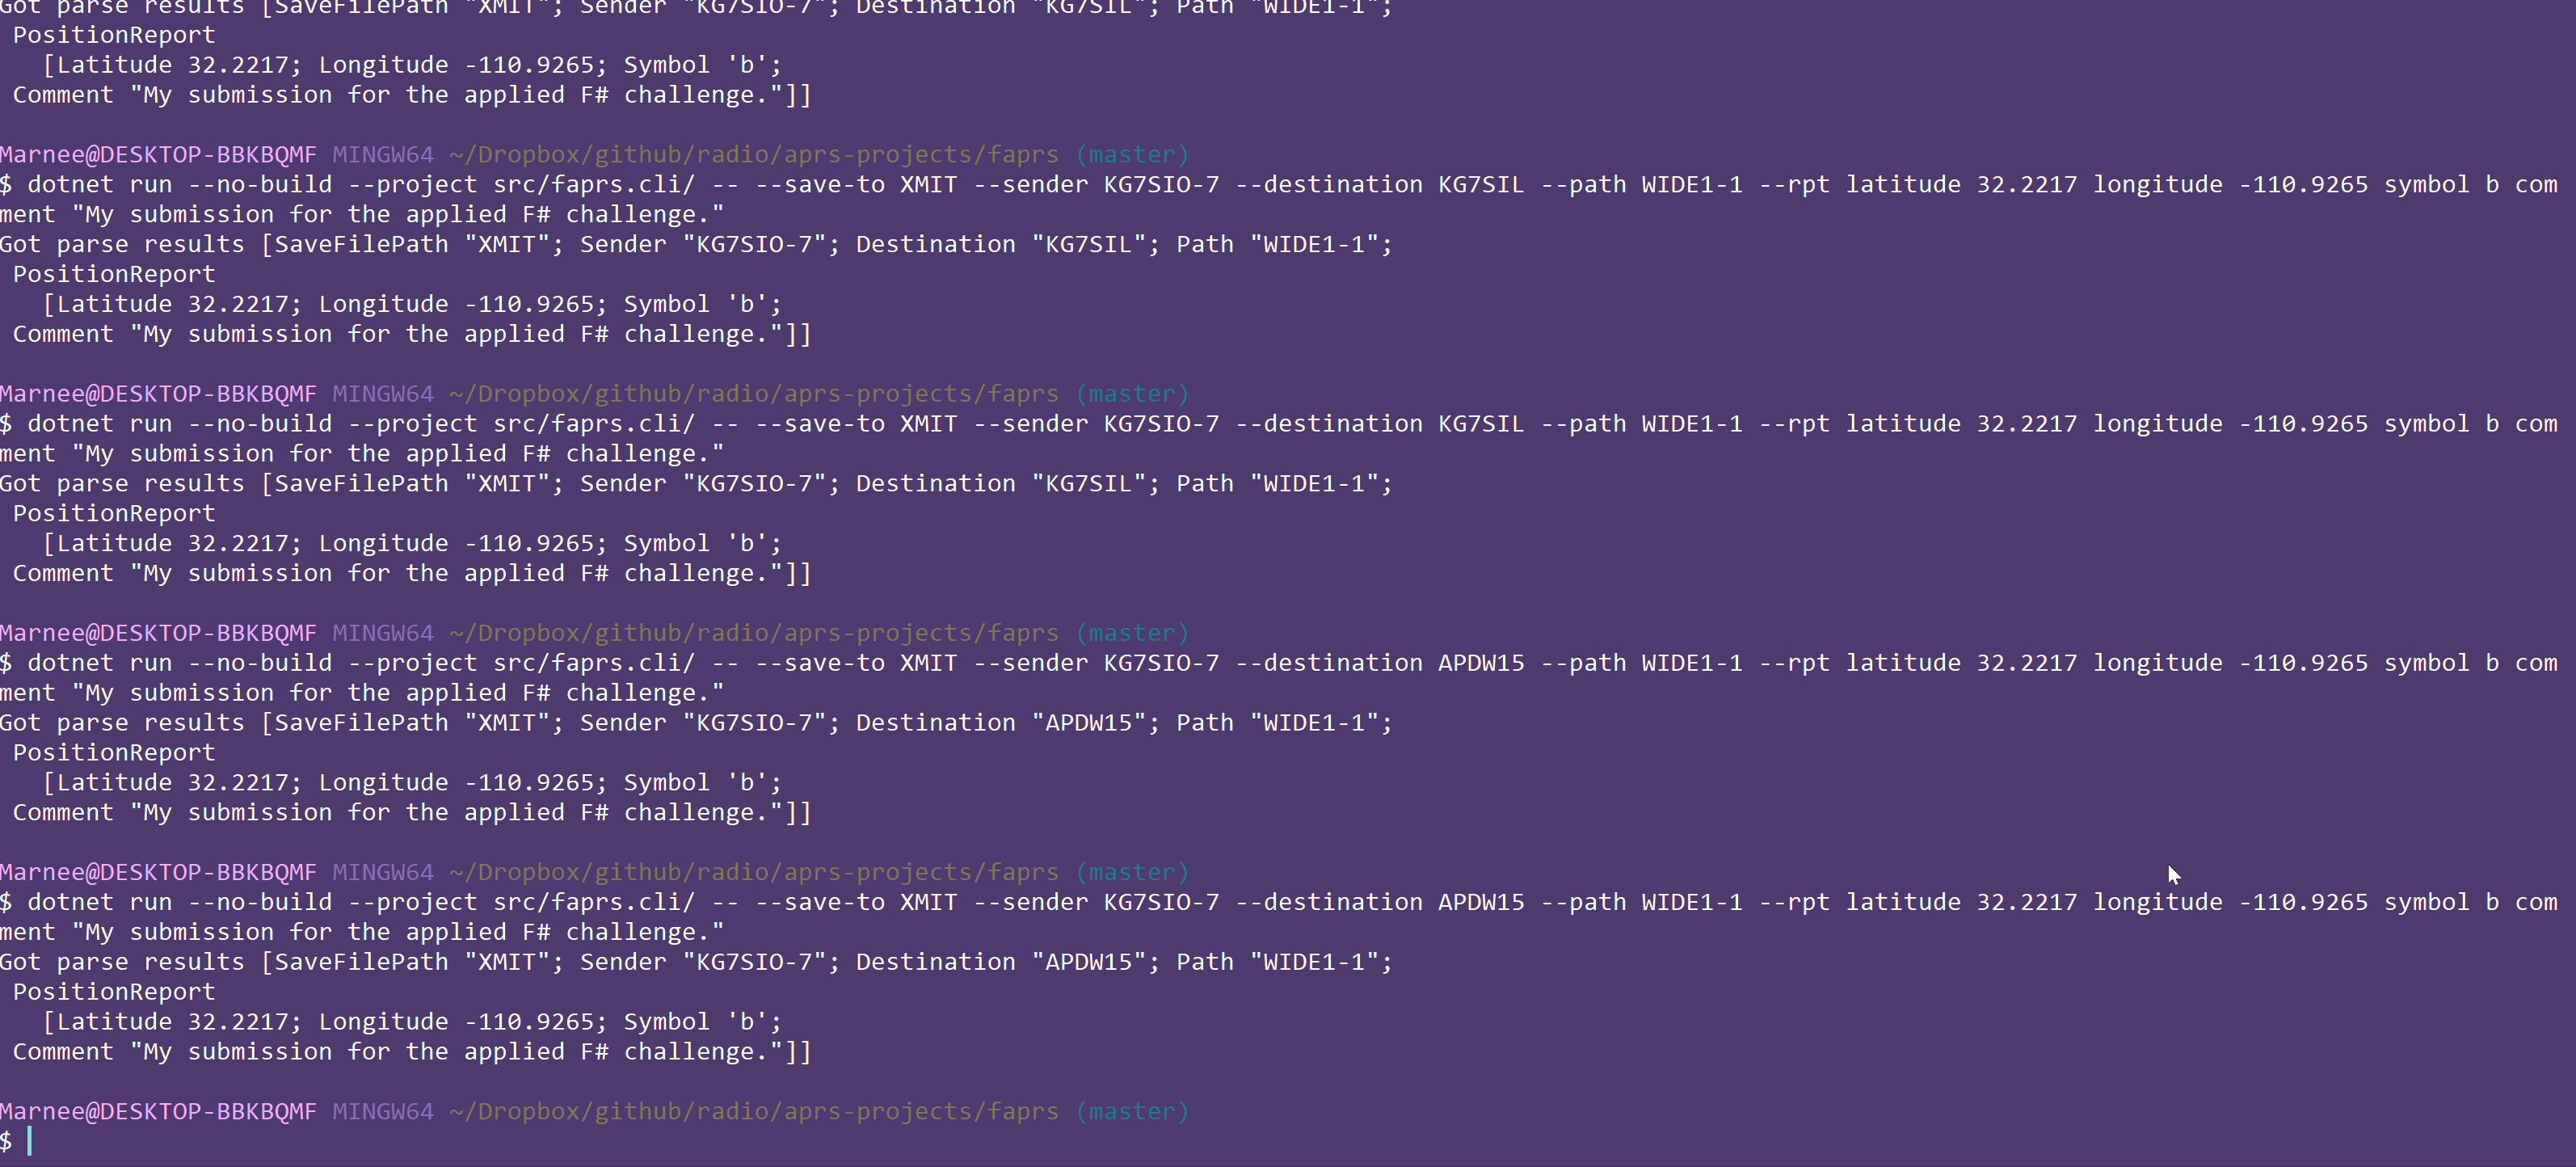 Got parse results [SaveFilePath "XMIT"; Sender "KG7SIO-7"; Destination "KG7SIL"; Path "WIDE1-1";
 PositionReport
   [Latitude 32.2217; Longitude -110.9265; Symbol 'b';
 Comment "My submission for the applied F# challenge."]]
Marnee@DESKTOP-BBKBQMF MINGW64 ~/Dropbox/github/radio/aprs-projects/faprs (master)
$ dotnet run --no-build --project src/faprs.cli/ -- --save-to XMIT --sender KG7SIO-7 --destination KG7SIL --path WIDE1-1 --rpt latitude 32.2217 longitude -110.9265 symbol b com
ment "My submission for the applied F# challenge."
Got parse results [SaveFilePath "XMIT"; Sender "KG7SIO-7"; Destination "KG7SIL"; Path "WIDE1-1";
 PositionReport
   [Latitude 32.2217; Longitude -110.9265; Symbol 'b';
 Comment "My submission for the applied F# challenge."]]
Marnee@DESKTOP-BBKBQMF MINGW64 ~/Dropbox/github/radio/aprs-projects/faprs (master)
$ dotnet run --no-build --project src/faprs.cli/ -- --save-to XMIT --sender KG7SIO-7 --destination KG7SIL --path WIDE1-1 --rpt latitude 32.2217 longitude -110.9265 symbol b com
ment "My submission for the applied F# challenge."
Got parse results [SaveFilePath "XMIT"; Sender "KG7SIO-7"; Destination "KG7SIL"; Path "WIDE1-1";
 PositionReport
   [Latitude 32.2217; Longitude -110.9265; Symbol 'b';
 Comment "My submission for the applied F# challenge."]]
Marnee@DESKTOP-BBKBQMF MINGW64 ~/Dropbox/github/radio/aprs-projects/faprs (master)
$ dotnet run --no-build --project src/faprs.cli/ -- --save-to XMIT --sender KG7SIO-7 --destination APDW15 --path WIDE1-1 --rpt latitude 32.2217 longitude -110.9265 symbol b com
ment "My submission for the applied F# challenge."
Got parse results [SaveFilePath "XMIT"; Sender "KG7SIO-7"; Destination "APDW15"; Path "WIDE1-1";
 PositionReport
   [Latitude 32.2217; Longitude -110.9265; Symbol 'b';
 Comment "My submission for the applied F# challenge."]]
Marnee@DESKTOP-BBKBQMF MINGW64 ~/Dropbox/github/radio/aprs-projects/faprs (master)
$ dotnet run --no-build --project src/faprs.cli/ -- --save-to XMIT --sender KG7SIO-7 --destination APDW15 --path WIDE1-1 --rpt latitude 32.2217 longitude -110.9265 symbol b com
ment "My submission for the applied F# challenge."
Got parse results [SaveFilePath "XMIT"; Sender "KG7SIO-7"; Destination "APDW15"; Path "WIDE1-1";
 PositionReport
   [Latitude 32.2217; Longitude -110.9265; Symbol 'b';
 Comment "My submission for the applied F# challenge."]]
Marnee@DESKTOP-BBKBQMF MINGW64 ~/Dropbox/github/radio/aprs-projects/faprs (master)
$